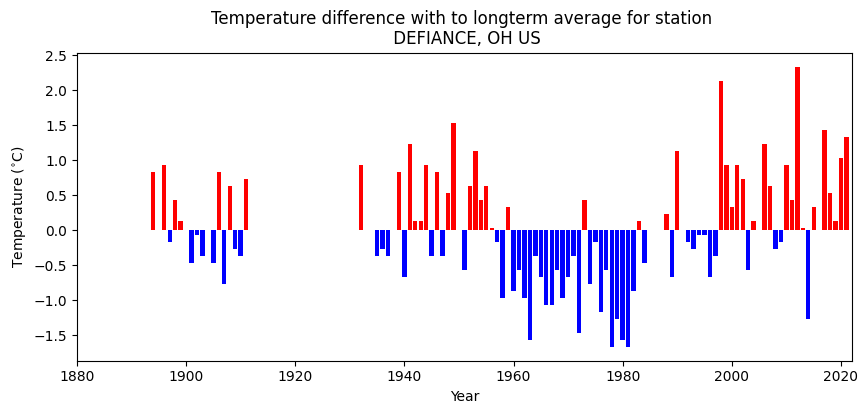 Temperature difference with to longterm average for station
DEFIANCE, OH US
2.5
2.0
1.5
1.0
0.5
0.0
−0.5
−1.0
−1.5
Temperature (°C)
1880 1900 1920 1940 1960 1980 2000 2020
Year